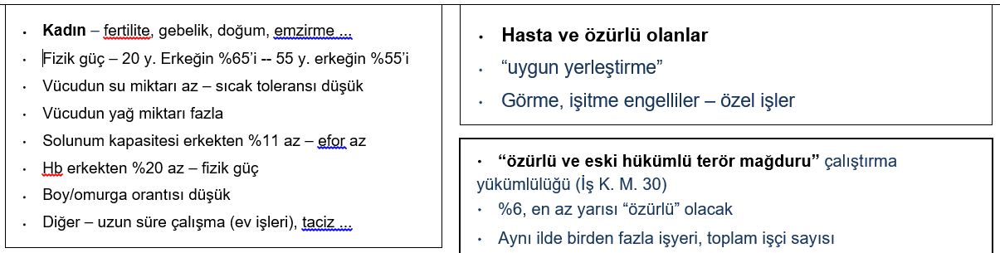 • Kadın – fertilite, gebelik, doğum, emzirme ...
• Fizik güç – 20 y. Erkeğin %65’i -- 55 y. erkeğin %55’i
• Vücudun su miktarı az – sıcak toleransı düşük
• Vücudun yağ miktarı fazla
• Solunum kapasitesi erkekten %11 az – efor az
• Hb erkekten %20 az – fizik güç
• Boy/omurga orantısı düşük
• Diğer – uzun süre çalışma (ev işleri), taciz ...
• Hasta ve özürlü olanlar
• “uygun yerleştirme”
• Görme, işitme engelliler – özel işler
• “özürlü ve eski hükümlü terör mağduru” çalıştırma
yükümlülüğü (İş K. M. 30)
• %6, en az yarısı “özürlü” olacak
• Aynı ilde birden fazla işyeri, toplam işçi sayısı